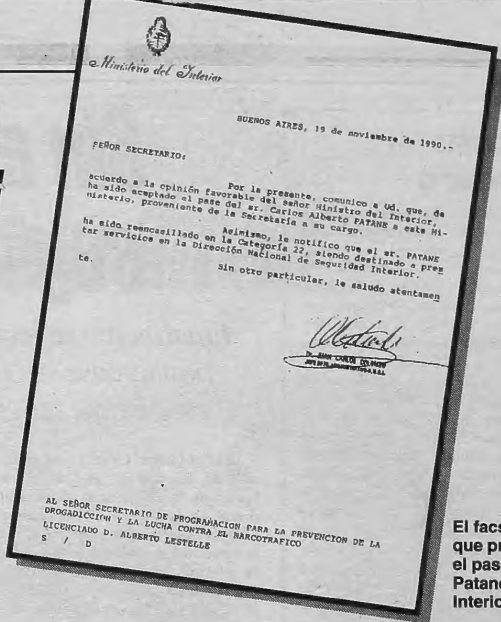 Ministerio del Interior
BUENOS AIRES, 19 de noviembre de 1990.-
SEÑOR SECRETARIO:
Por la presente, comunico a Ud. que, de
acuerdo a la opinión favorable del señor Ministro del Interior,
ha sido aceptado el pase del sr. Carlos Alberto PATANE a este Mi-
nisterio, proveniente de la Secretaría a su cargo.
Asimismo, le notifico que el sr. PATANE
ha sido reencasillado en la Categoría 22, siendo destinado a pres
tar servicios en la Dirección Nacional de Seguridad Interior.
Sin otro particular, le saludo atentamen
te.
Dr. JUAN CARLOS
AL SEÑOR SECRETARIO DE PROGRAMACION PARA LA PREVENCION DE LA
DROGADICCION Y LA LUCHA CONTRA EL NARCOTRAFICO
LICENCIADO D. ALBERTO LESTELLE
S / D
El facs
que pr
el pas
Patane
Interio